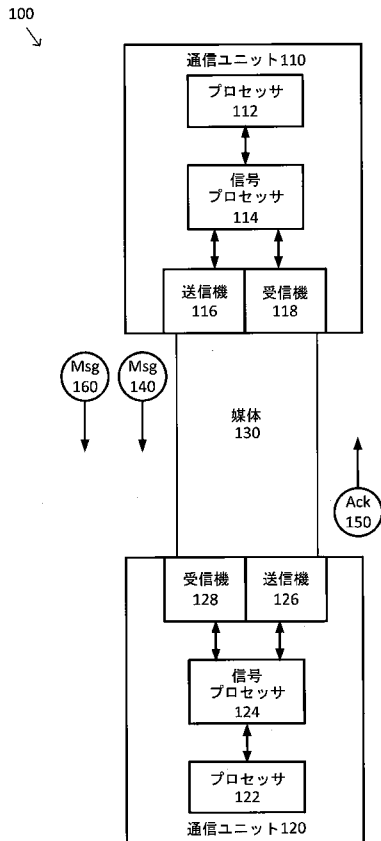 100
通信ユニット110
プロセッサ
112
信号
プロセッサ
114
送信機
116
受信機
118
Msg
160
Msg
140
媒体
130
Ack
150
受信機
128
送信機
126
信号
プロセッサ
124
プロセッサ
122
通信ユニット120